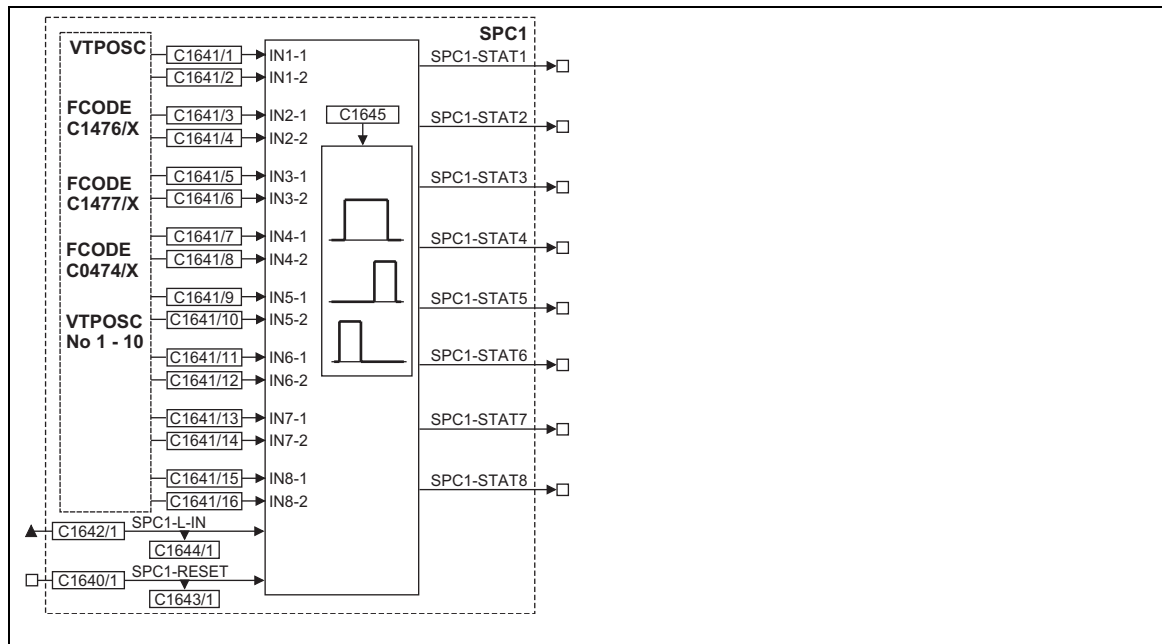 SPC1
VTPOSC
C1641/1 IN1-1 SPC1-STAT1
C1641/2 IN1-2
FCODE
C1476/X
C1641/3 IN2-1 C1645 SPC1-STAT2
C1641/4 IN2-2
FCODE
C1477/X
C1641/5 IN3-1 SPC1-STAT3
C1641/6 IN3-2
FCODE
C0474/X
C1641/7 IN4-1 SPC1-STAT4
C1641/8 IN4-2
C1641/9 IN5-1 SPC1-STAT5
VTPOSC
No 1 - 10
C1641/10 IN5-2
C1641/11 IN6-1 SPC1-STAT6
C1641/12 IN6-2
C1641/13 IN7-1 SPC1-STAT7
C1641/14 IN7-2
C1641/15 IN8-1 SPC1-STAT8
C1641/16 IN8-2
C1642/1 SPC1-L-IN
C1644/1
C1640/1 SPC1-RESET
C1643/1